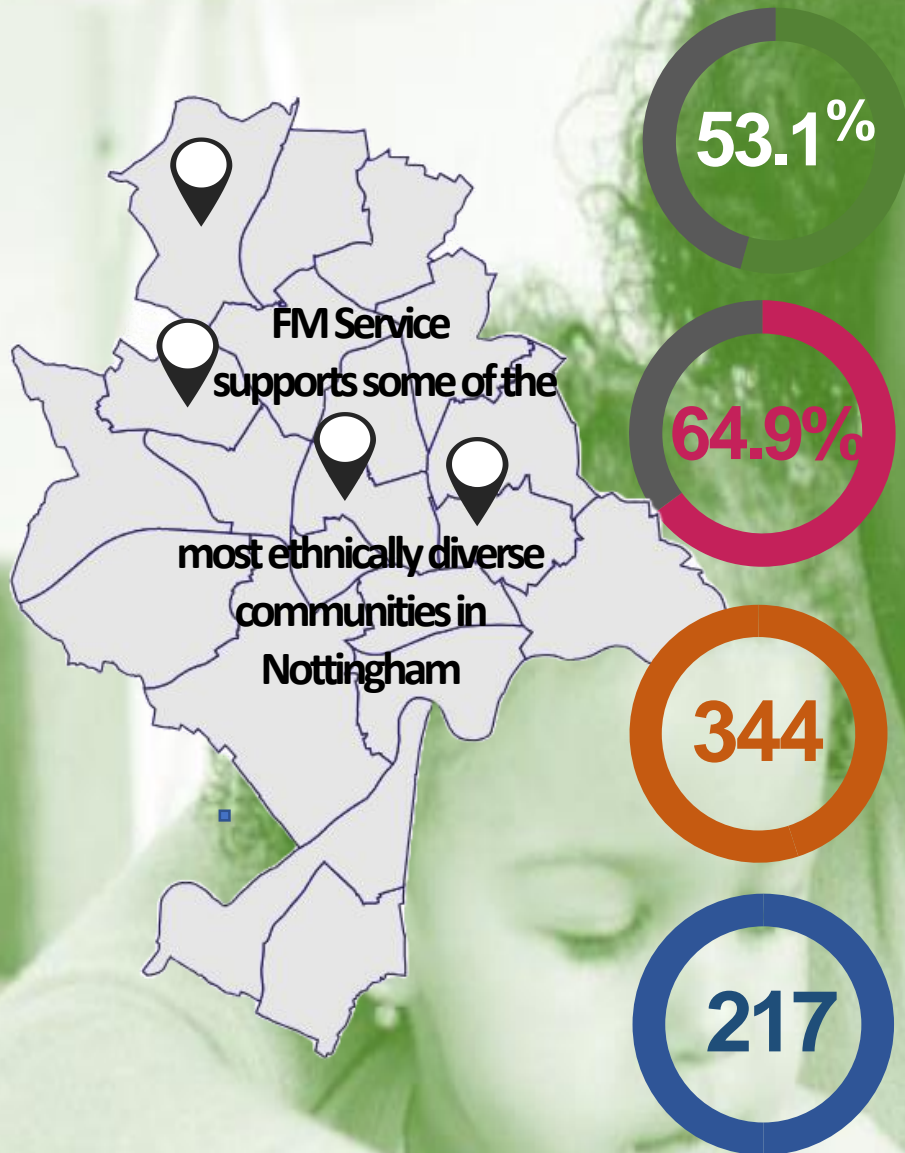 53.1%
FM Service
supports some of the
64.9%
most ethnically diverse
communities in
Nottingham
344
217